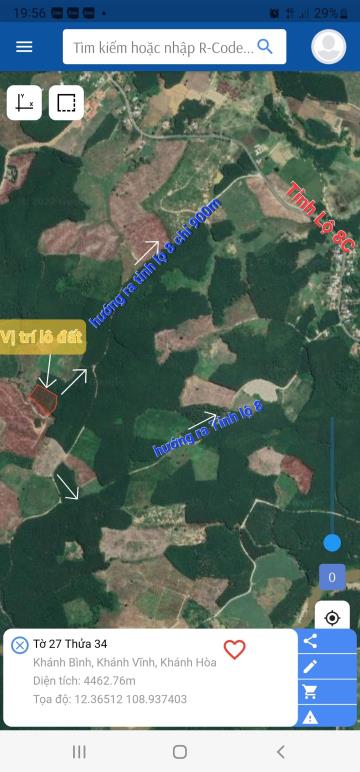 19:56
29%
Tìm kiếm hoặc nhập R-Code...
Y
X
Tỉnh Lộ 8C
hướng ra tỉnh lộ 8 chỉ 900m
Vị trí lô đất
hướng ra Tỉnh lộ 8
0
Tờ 27 Thửa 34
Khánh Bình, Khánh Vĩnh, Khánh Hòa
Diện tích: 4462.76m
Tọa độ: 12.36512 108.937403